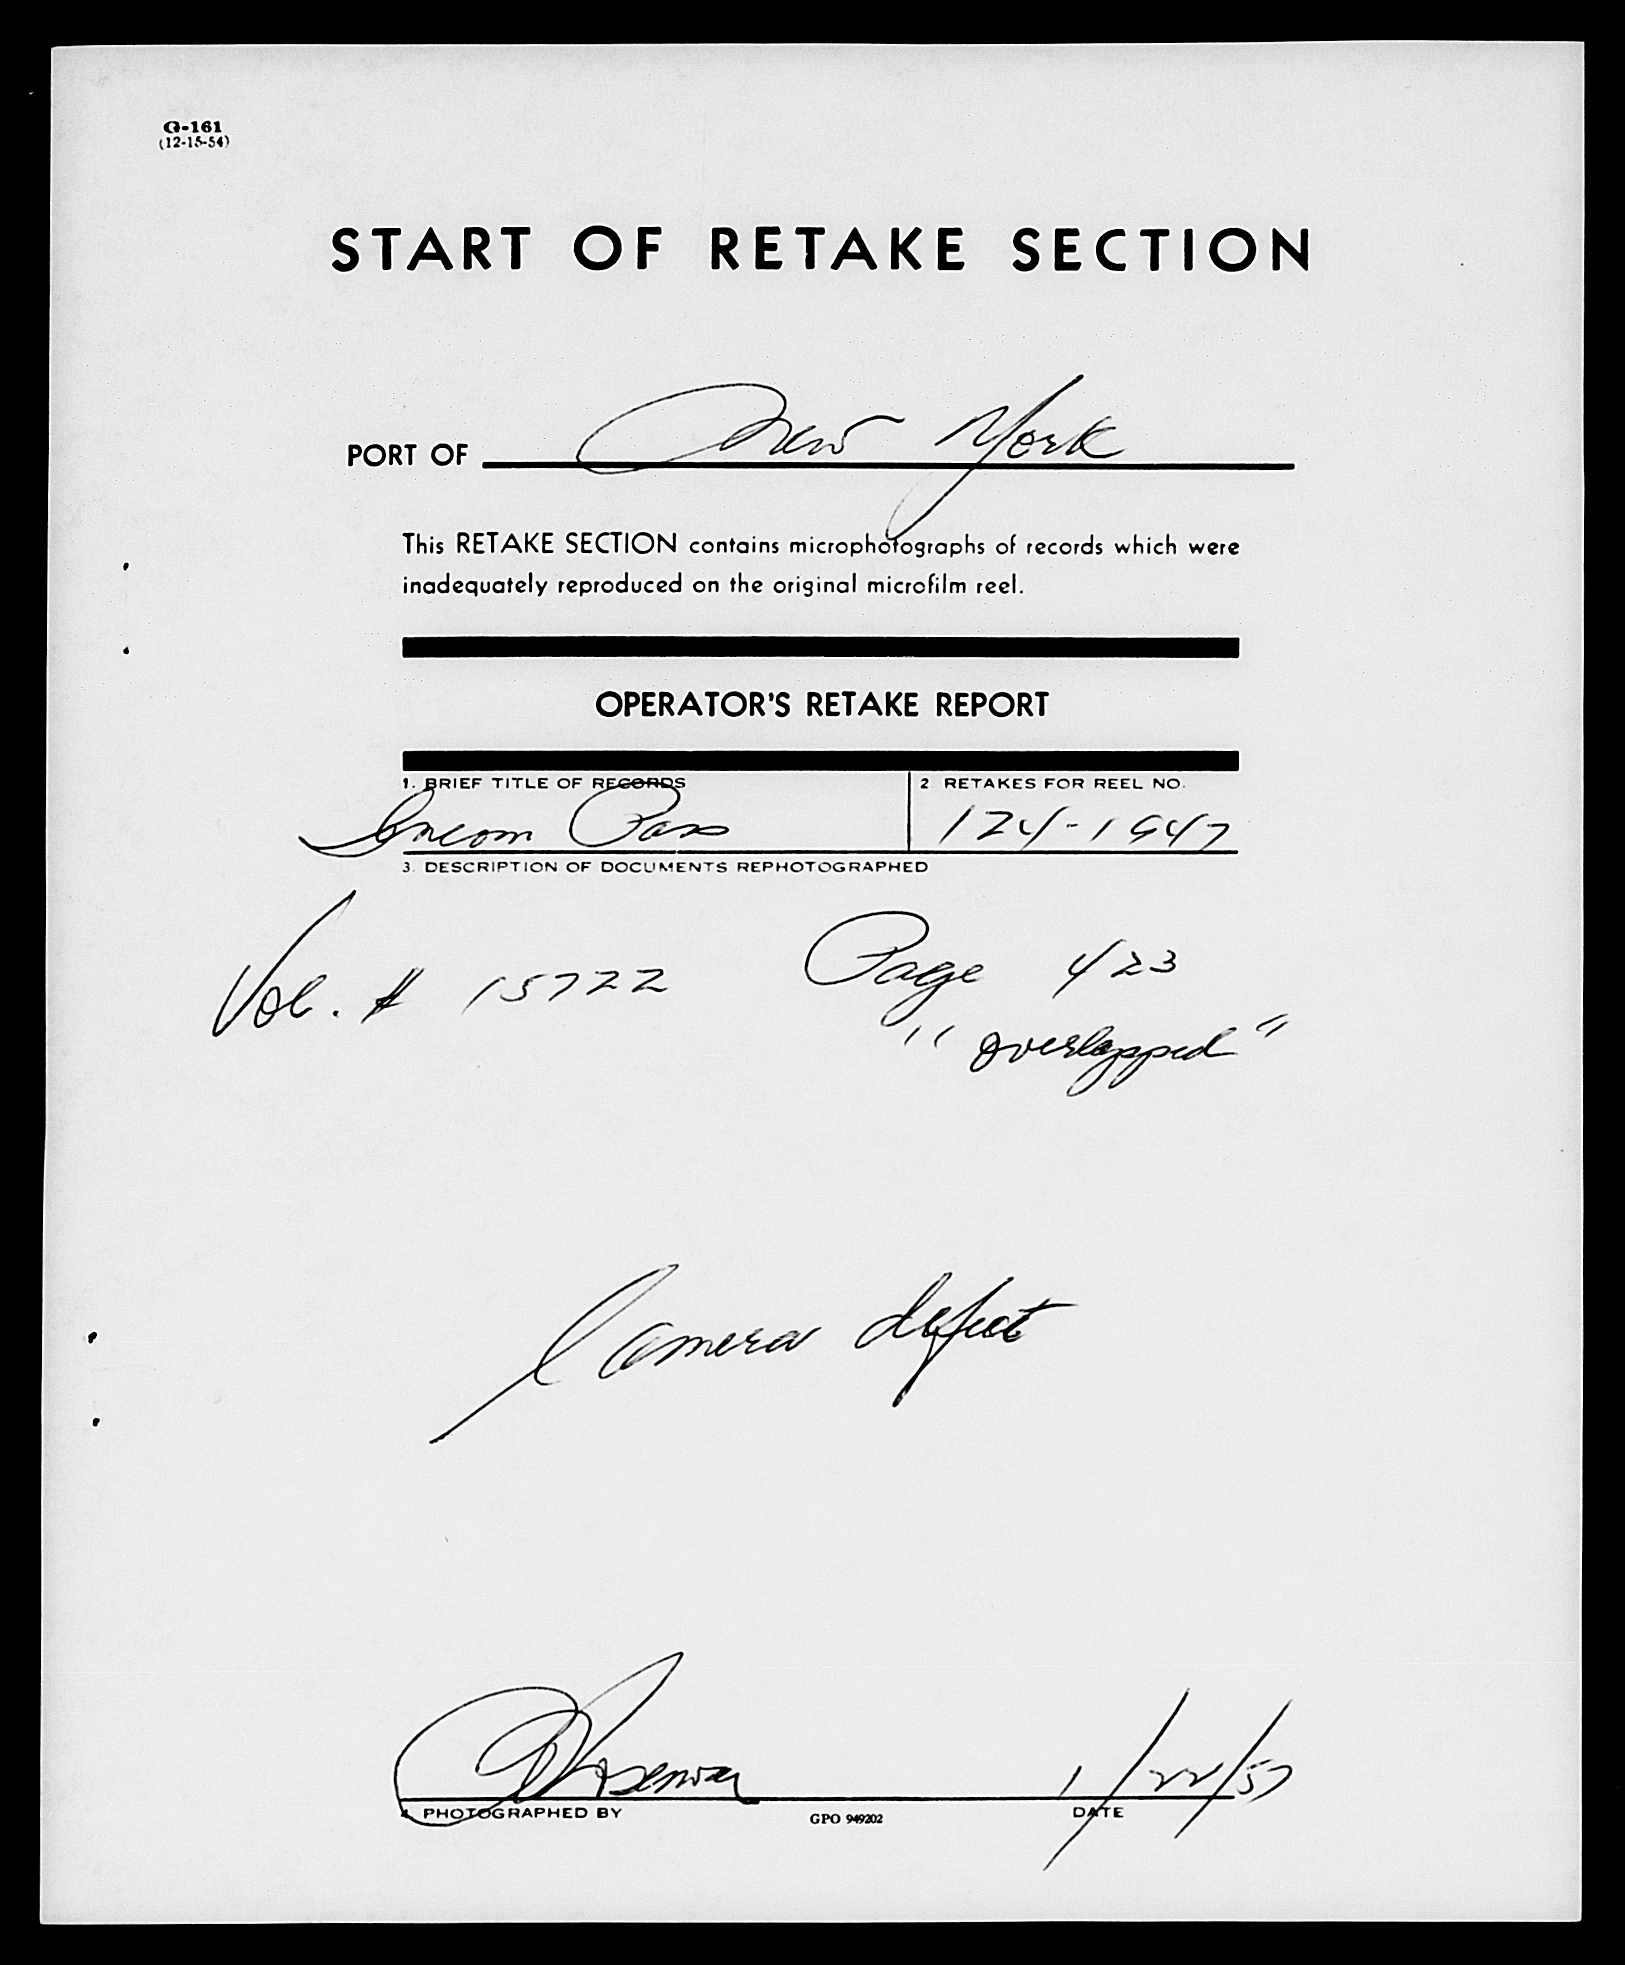 G-161
(12-15-54)
START OF RETAKE SECTION
PORT OF New York
This RETAKE SECTION contains microphotographs of records which were
inadequately reproduced on the original microfilm reel.
OPERATOR'S RETAKE REPORT
1. BRIEF TITLE OF RECORDS
2 RETAKES FOR REEL NO.
Incom Pass
124-1947
3. DESCRIPTION OF DOCUMENTS REPHOTOGRAPHED
Vol. # 15722 Page 423
"overlapped"
Camera defect
1/22/57
4. PHOTOGRAPHED BY
GPO 949202
DATE